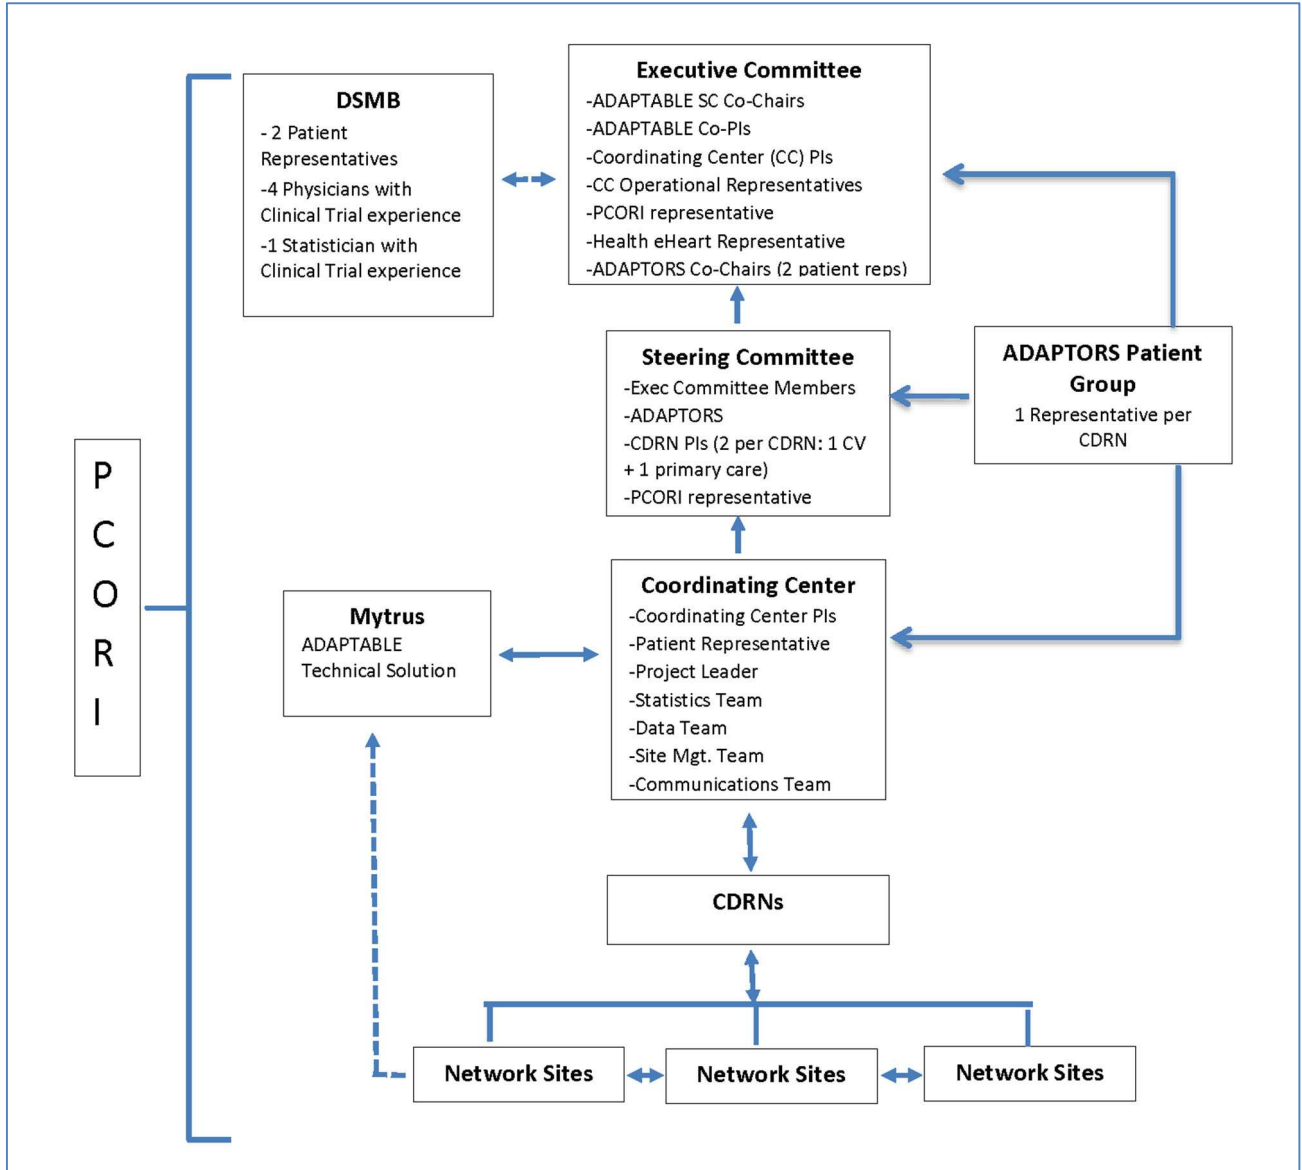 P
C
O
R
I
DSMB
- 2 Patient
Representatives
-4 Physicians with
Clinical Trial experience
-1 Statistician with
Clinical Trial experience
Executive Committee
-ADAPTABLE SC Co-Chairs
-ADAPTABLE Co-PIs
-Coordinating Center (CC) PIs
-CC Operational Representatives
-PCORI representative
-Health eHeart Representative
-ADAPTORS Co-Chairs (2 patient reps)
Steering Committee
-Exec Committee Members
-ADAPTORS
-CDRN PIs (2 per CDRN: 1 CV
+ 1 primary care)
-PCORI representative
ADAPTORS Patient
Group
1 Representative per
CDRN
Mytrus
ADAPTABLE
Technical Solution
Coordinating Center
-Coordinating Center PIs
-Patient Representative
-Project Leader
-Statistics Team
-Data Team
-Site Mgt. Team
-Communications Team
CDRNs
Network Sites
Network Sites
Network Sites